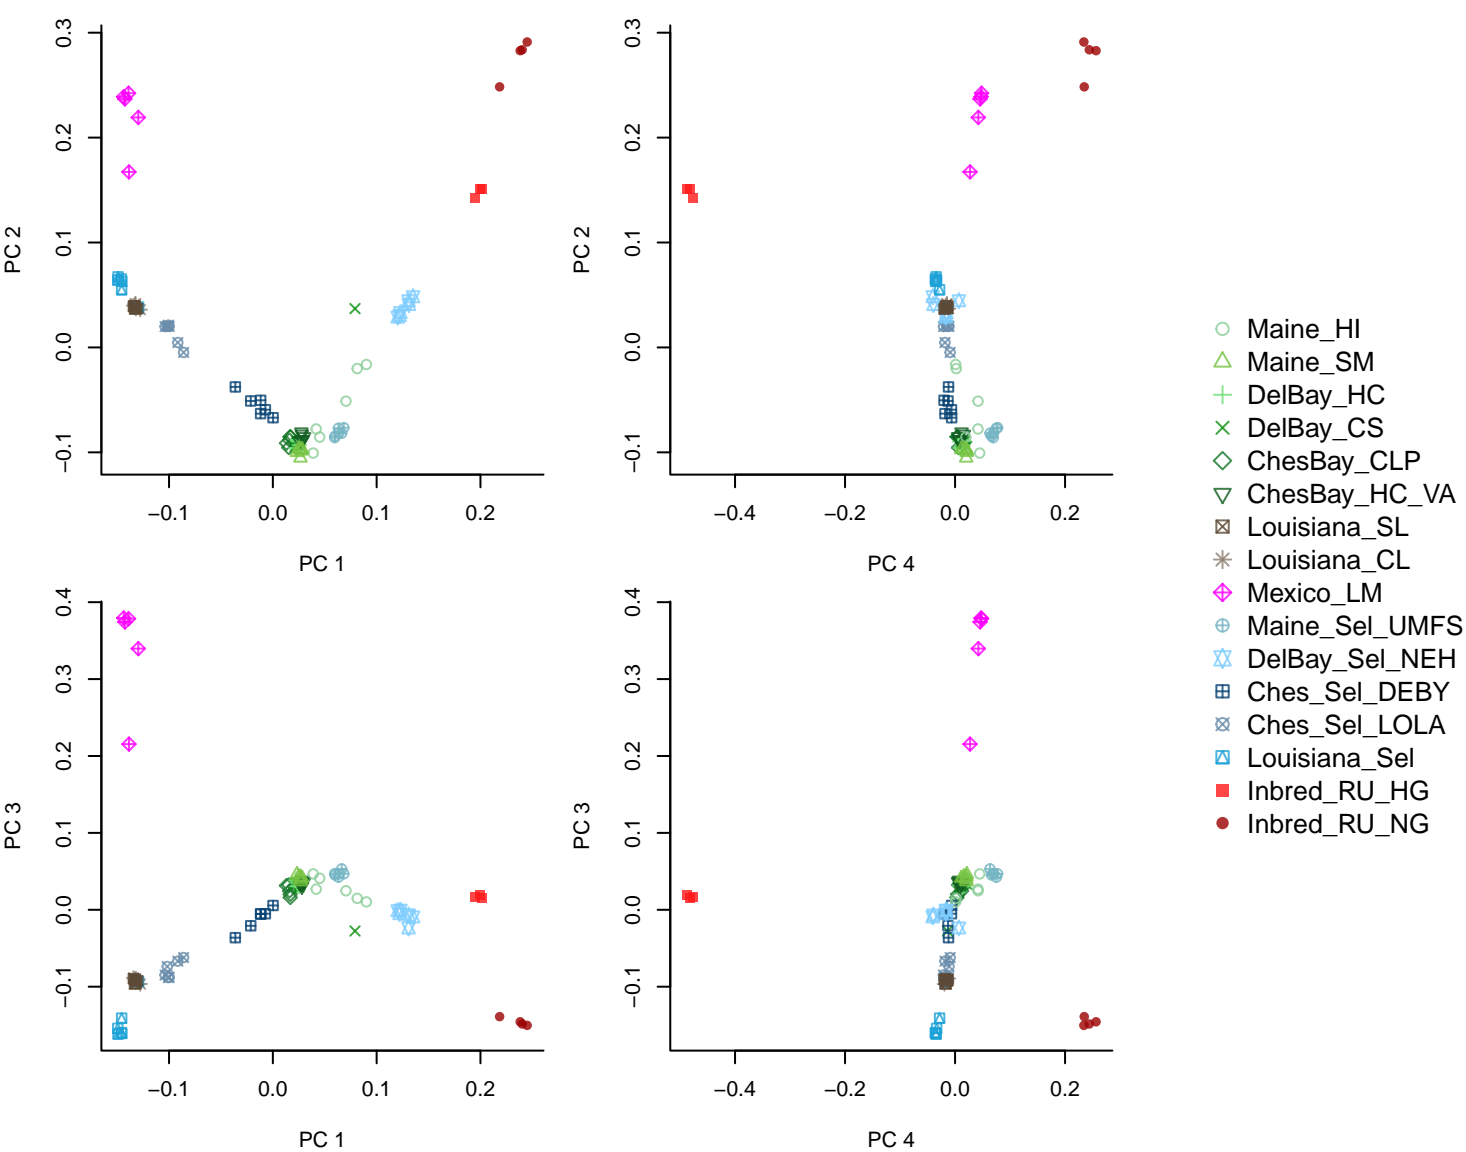 0.3
0.2
0.1
0.0
−0.1
PC 2
−0.1 0.0 0.1 0.2
PC 1
0.3
0.2
0.1
0.0
−0.1
PC 2
−0.4 −0.2 0.0 0.2
PC 4
0.4
0.3
0.2
0.1
0.0
−0.1
PC 3
−0.1 0.0 0.1 0.2
PC 1
0.4
0.3
0.2
0.1
0.0
−0.1
PC 3
−0.4 −0.2 0.0 0.2
PC 4
Maine_HI
Maine_SM
DelBay_HC
DelBay_CS
ChesBay_CLP
ChesBay_HC_VA
Louisiana_SL
Louisiana_CL
Mexico_LM
Maine_Sel_UMFS
DelBay_Sel_NEH
Ches_Sel_DEBY
Ches_Sel_LOLA
Louisiana_Sel
Inbred_RU_HG
Inbred_RU_NG